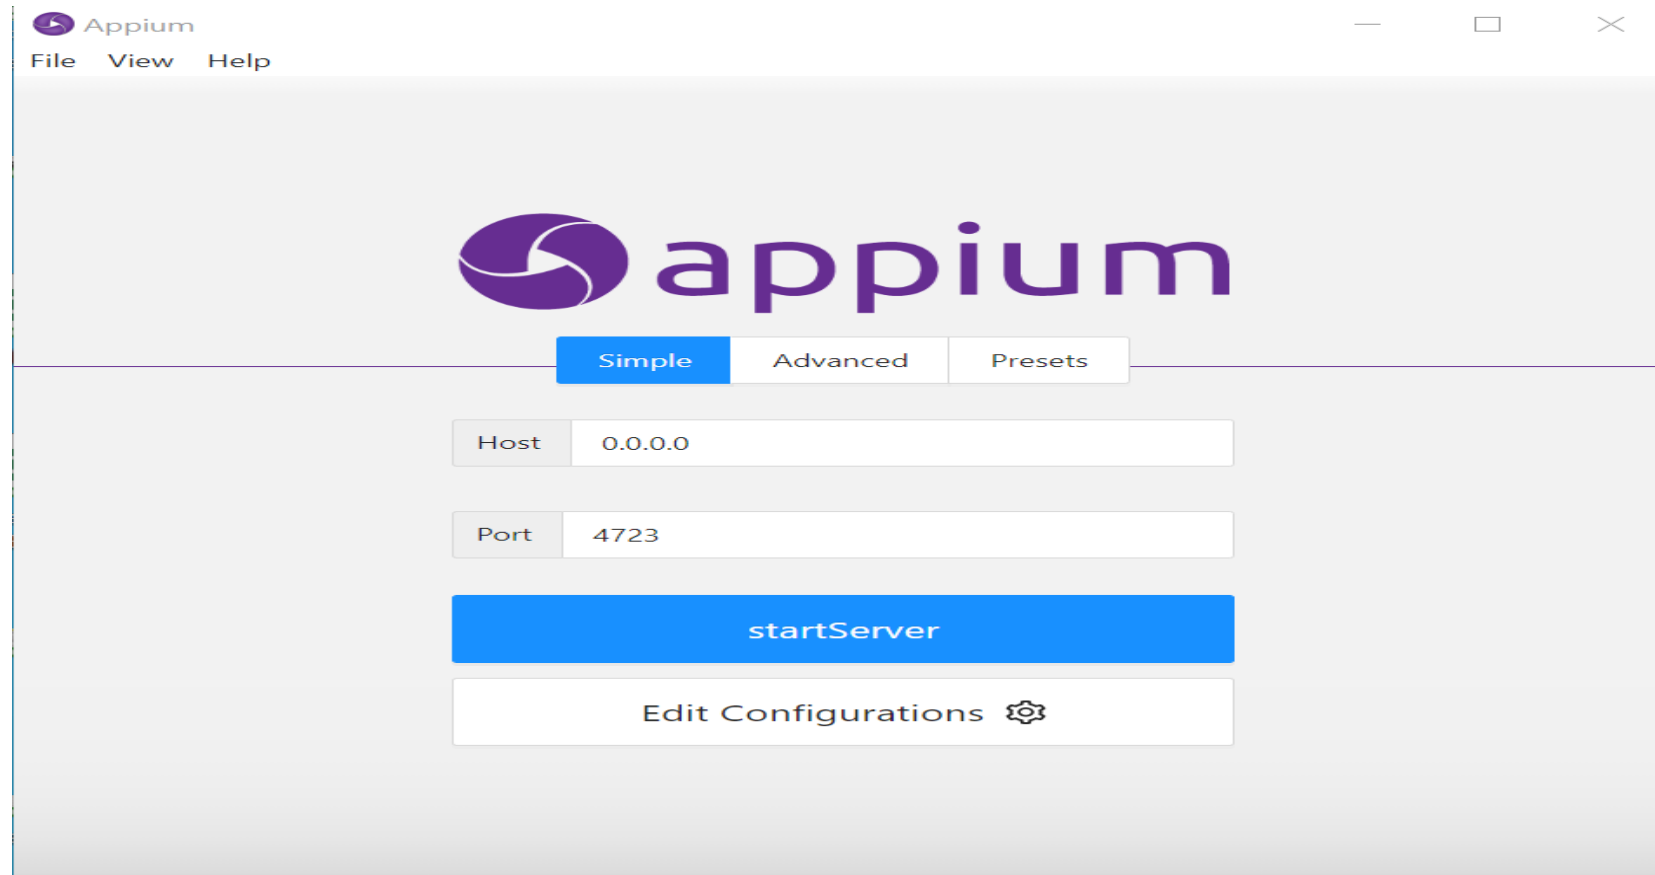 Appium
File View Help
appium
Simple Advanced Presets
Host 0.0.0.0
Port 4723
startServer
Edit Configurations